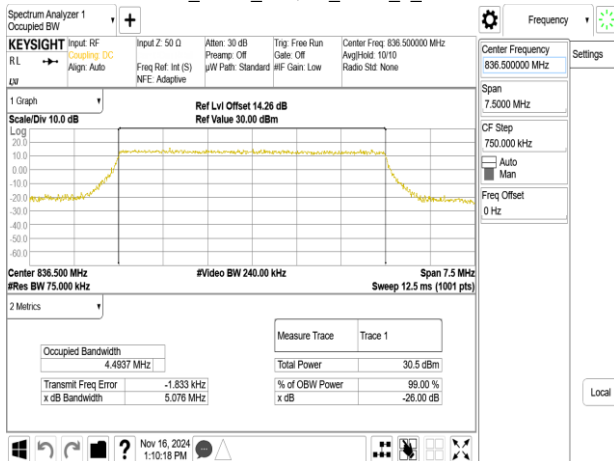 Spectrum Analyzer 1
Occupied BW
Frequency
KEYSIGHT
RL
LXI
Input: RF
Coupling: DC
Align: Auto
Input Z: 50 Ω
Freq Ref: Int (S)
NFE: Adaptive
Atten: 30 dB
Preamp: Off
µW Path: Standard
Trig: Free Run
Gate: Off
#IF Gain: Low
Center Freq: 836.500000 MHz
Avg|Hold: 10/10
Radio Std: None
Center Frequency
836.500000 MHz
Settings
Span
7.5000 MHz
CF Step
750.000 kHz
Auto
Man
Freq Offset
0 Hz
Local
1 Graph
Scale/Div 10.0 dB
Ref Lvl Offset 14.26 dB
Ref Value 30.00 dBm
Log
20.0
10.0
0.00
-10.0
-20.0
-30.0
-40.0
-50.0
-60.0
Center 836.500 MHz
#Video BW 240.00 kHz
Span 7.5 MHz
#Res BW 75.000 kHz
Sweep 12.5 ms (1001 pts)
2 Metrics
Measure Trace Trace 1
Occupied Bandwidth
4.4937 MHz
Total Power 30.5 dBm
Transmit Freq Error -1.833 kHz
% of OBW Power 99.00 %
x dB Bandwidth 5.076 MHz
x dB -26.00 dB
?
Nov 16, 2024
1:10:18 PM